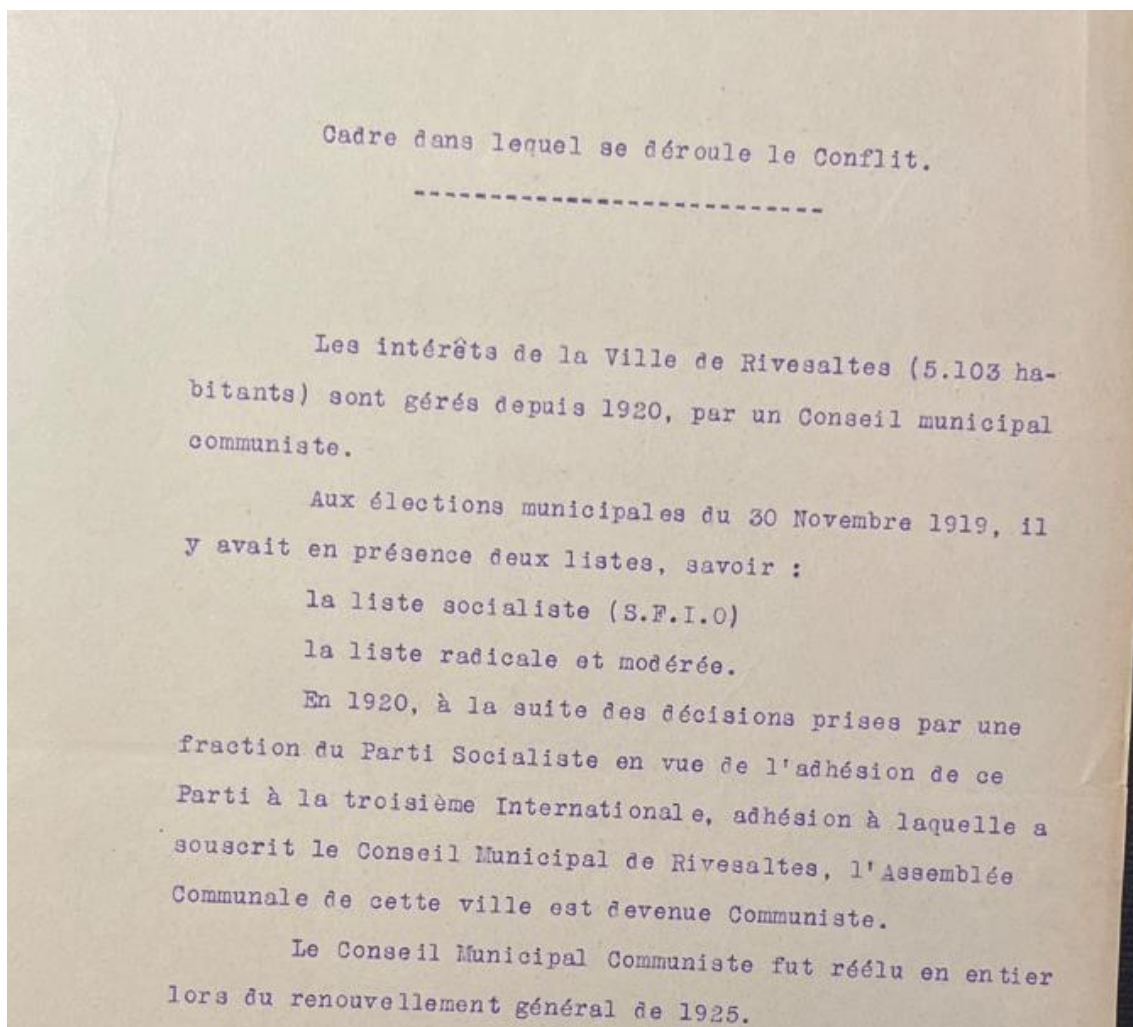 Cadre dans lequel se déroule le Conflit.
---------------------------
Les intérêts de la Ville de Rivesaltes (5.103 ha-
bitants) sont gérés depuis 1920, par un Conseil municipal
communiste.
Aux élections municipales du 30 Novembre 1919, il
y avait en présence deux listes, savoir :
la liste socialiste (S.F.I.O)
la liste radicale et modérée.
En 1920, à la suite des décisions prises par une
fraction du Parti Socialiste en vue de l'adhésion de ce
Parti à la troisième Internationale, adhésion à laquelle a
souscrit le Conseil Municipal de Rivesaltes, l'Assemblée
Communale de cette ville est devenue Communiste.
Le Conseil Municipal Communiste fut réélu en entier
lors du renouvellement général de 1925.